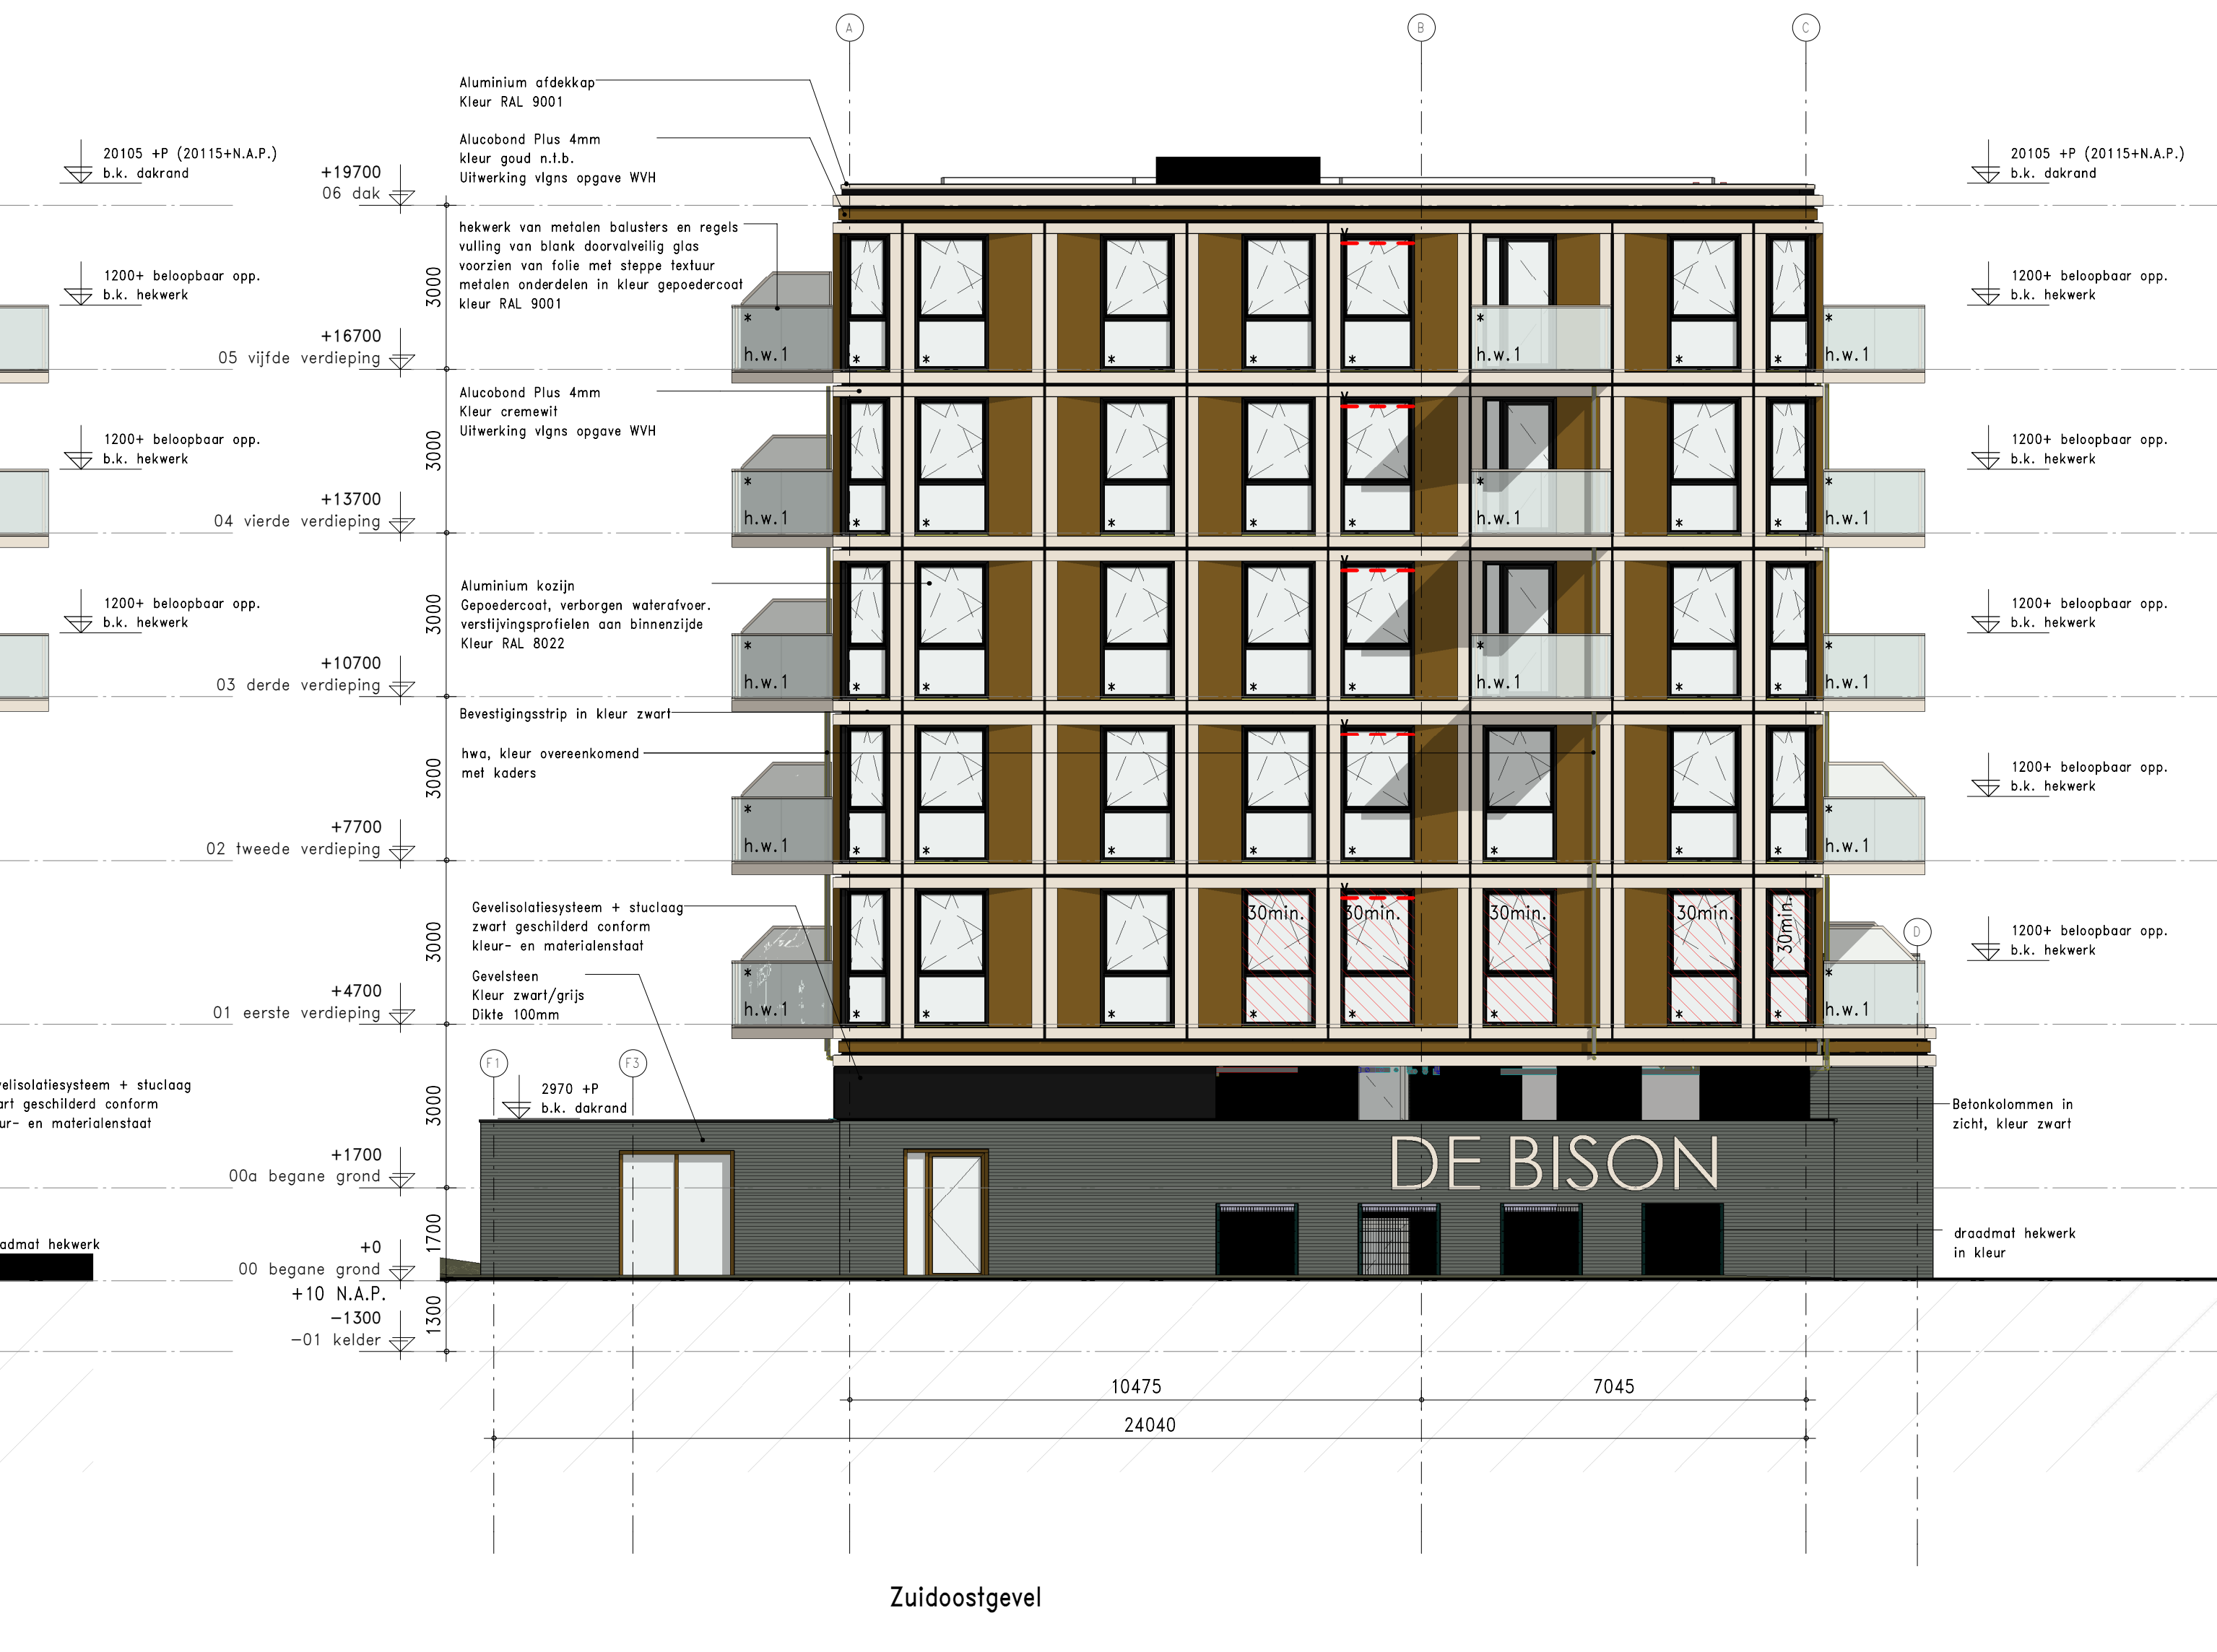 A
B
C
Aluminium afdekkap
Kleur RAL 9001
Alucobond Plus 4mm
kleur goud n.t.b.
Uitwerking vlgns opgave WVH
20105 +P (20115+N.A.P.)
b.k. dakrand
+19700
06 dak
20105 +P (20115+N.A.P.)
b.k. dakrand
hekwerk van metalen balusters en regels
vulling van blank doorvalveilig glas
voorzien van folie met steppe textuur
metalen onderdelen in kleur gepoedercoat
kleur RAL 9001
1200+ beloopbaar opp.
b.k. hekwerk
3000
1200+ beloopbaar opp.
b.k. hekwerk
+16700
05 vijfde verdieping
* h.w.1
* * * * *
* h.w.1
* *
* h.w.1
Alucobond Plus 4mm
Kleur cremewit
Uitwerking vlgns opgave WVH
1200+ beloopbaar opp.
b.k. hekwerk
3000
1200+ beloopbaar opp.
b.k. hekwerk
+13700
04 vierde verdieping
* h.w.1
* * * * *
* h.w.1
* *
* h.w.1
Aluminium kozijn
Gepoedercoat, verborgen waterafvoer.
verstijvingsprofielen aan binnenzijde
Kleur RAL 8022
1200+ beloopbaar opp.
b.k. hekwerk
3000
1200+ beloopbaar opp.
b.k. hekwerk
+10700
03 derde verdieping
* h.w.1
* * * * *
* h.w.1
* *
* h.w.1
Bevestigingsstrip in kleur zwart
hwa, kleur overeenkomend
met kaders
3000
1200+ beloopbaar opp.
b.k. hekwerk
+7700
02 tweede verdieping
* h.w.1
* * * * * * * *
* h.w.1
Gevelisolatiesysteem + stuclaag
zwart geschilderd conform
kleur- en materialenstaat
30min.
30min.
30min.
30min.
30min.
3000
1200+ beloopbaar opp.
b.k. hekwerk
D
Gevelsteen
Kleur zwart/grijs
Dikte 100mm
+4700
01 eerste verdieping
* h.w.1
* * * * * * * *
* h.w.1
F1
F3
2970 +P
b.k. dakrand
velisolatiesysteem + stuclaag
art geschilderd conform
ur- en materialenstaat
3000
Betonkolommen in
zicht, kleur zwart
DE BISON
+1700
00a begane grond
1700
draadmat hekwerk
in kleur
admat hekwerk
+0
00 begane grond
+10 N.A.P.
1300
-1300
-01 kelder
10475
7045
24040
Zuidoostgevel